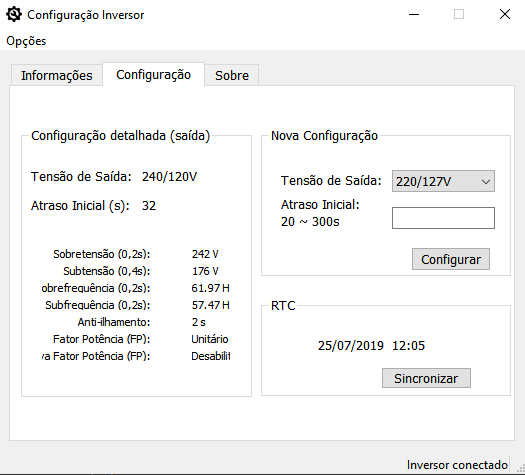 Configuração Inversor
Opções
Informações Configuração Sobre
Configuração detalhada (saída)
Tensão de Saída: 240/120V
Atraso Inicial (s): 32
Sobretensão (0,2s): 242 V
Subtensão (0,4s): 176 V
obrefrequência (0,2s): 61.97 H
Subfrequência (0,2s): 57.47 H
Anti-ilhamento: 2 s
Fator Potência (FP): Unitário
va Fator Potência (FP): Desabilit
Nova Configuração
Tensão de Saída: 220/127V
Atraso Inicial:
20 ~ 300s
Configurar
RTC
25/07/2019 12:05
Sincronizar
Inversor conectado